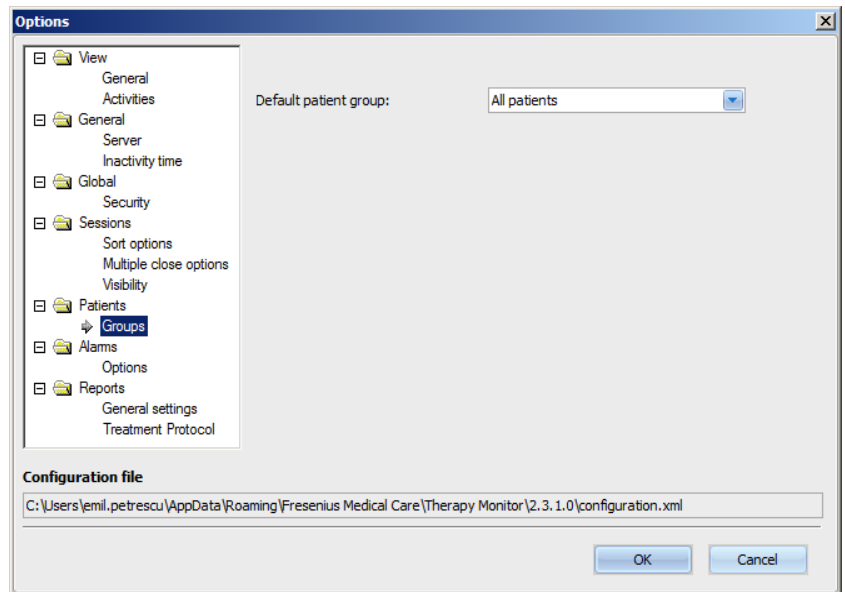 Options
View
General
Activities
Default patient group:
All patients
General
Server
Inactivity time
Global
Security
Sessions
Sort options
Multiple close options
Visibility
Patients
Groups
Alarms
Options
Reports
General settings
Treatment Protocol
Configuration file
C:\Users\emil.petrescu\AppData\Roaming\Fresenius Medical Care\Therapy Monitor\2.3.1.0\configuration.xml
OK
Cancel